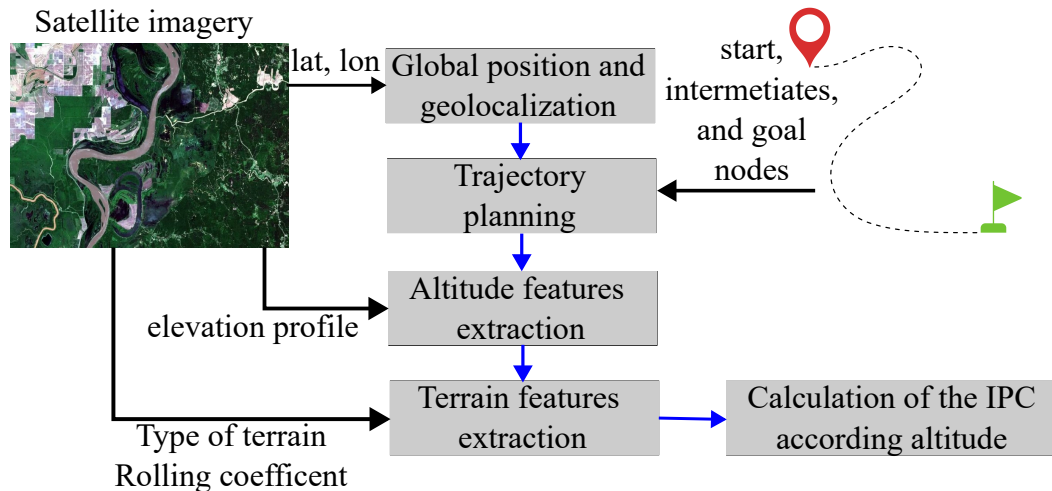 Satellite imagery
lat, lon
Global position and
geolocalization
start,
intermetiates,
and goal
nodes
Trajectory
planning
Altitude features
extraction
elevation profile
Terrain features
extraction
Type of terrain
Rolling coefficent
Calculation of the IPC
according altitude